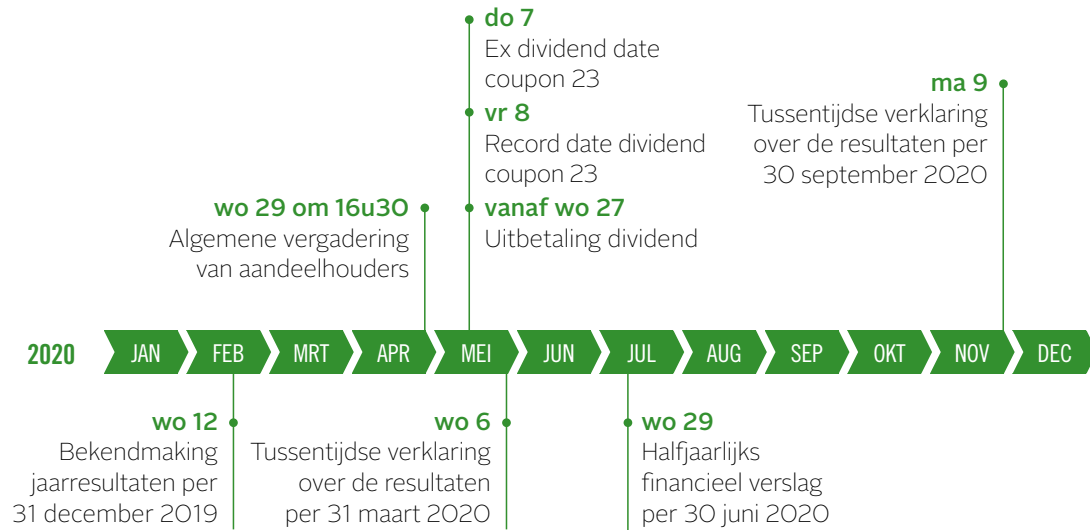 do 7
Ex dividend date
coupon 23
vr 8
Record date dividend
coupon 23
vanaf wo 27
Uitbetaling dividend
ma 9
Tussentijdse verklaring
over de resultaten per
30 september 2020
wo 29 om 16u30
Algemene vergadering
van aandeelhouders
2020 JAN FEB MRT APR MEI JUN JUL AUG SEP OKT NOV DEC
wo 12
Bekendmaking
jaarresultaten per
31 december 2019
wo 6
Tussentijdse verklaring
over de resultaten
per 31 maart 2020
wo 29
Halfjaarlijks
financieel verslag
per 30 juni 2020